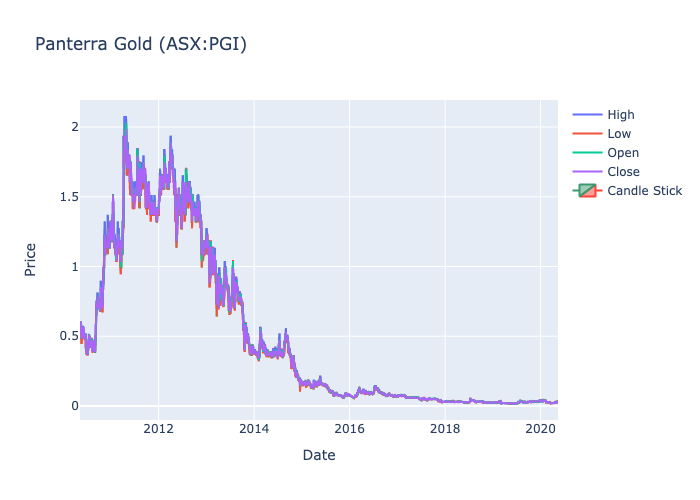 Panterra Gold (ASX:PGI)
High
Low
Open
Close
Candle Stick
Price
2
1.5
1
0.5
0
2012
2014
2016
2018
2020
Date